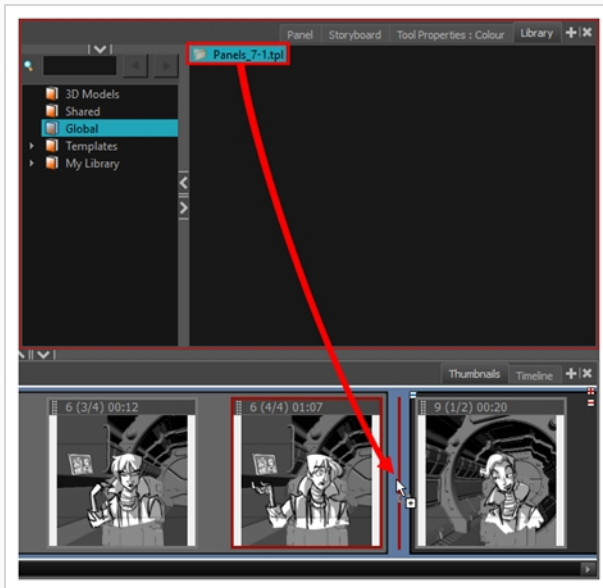 Panel Storyboard Tool Properties : Colour Library
Panels_7-1.tpl
3D Models
Shared
Global
Templates
My Library
Thumbnails Timeline
6 (3/4) 00:12 6 (4/4) 01:07 9 (1/2) 00:20